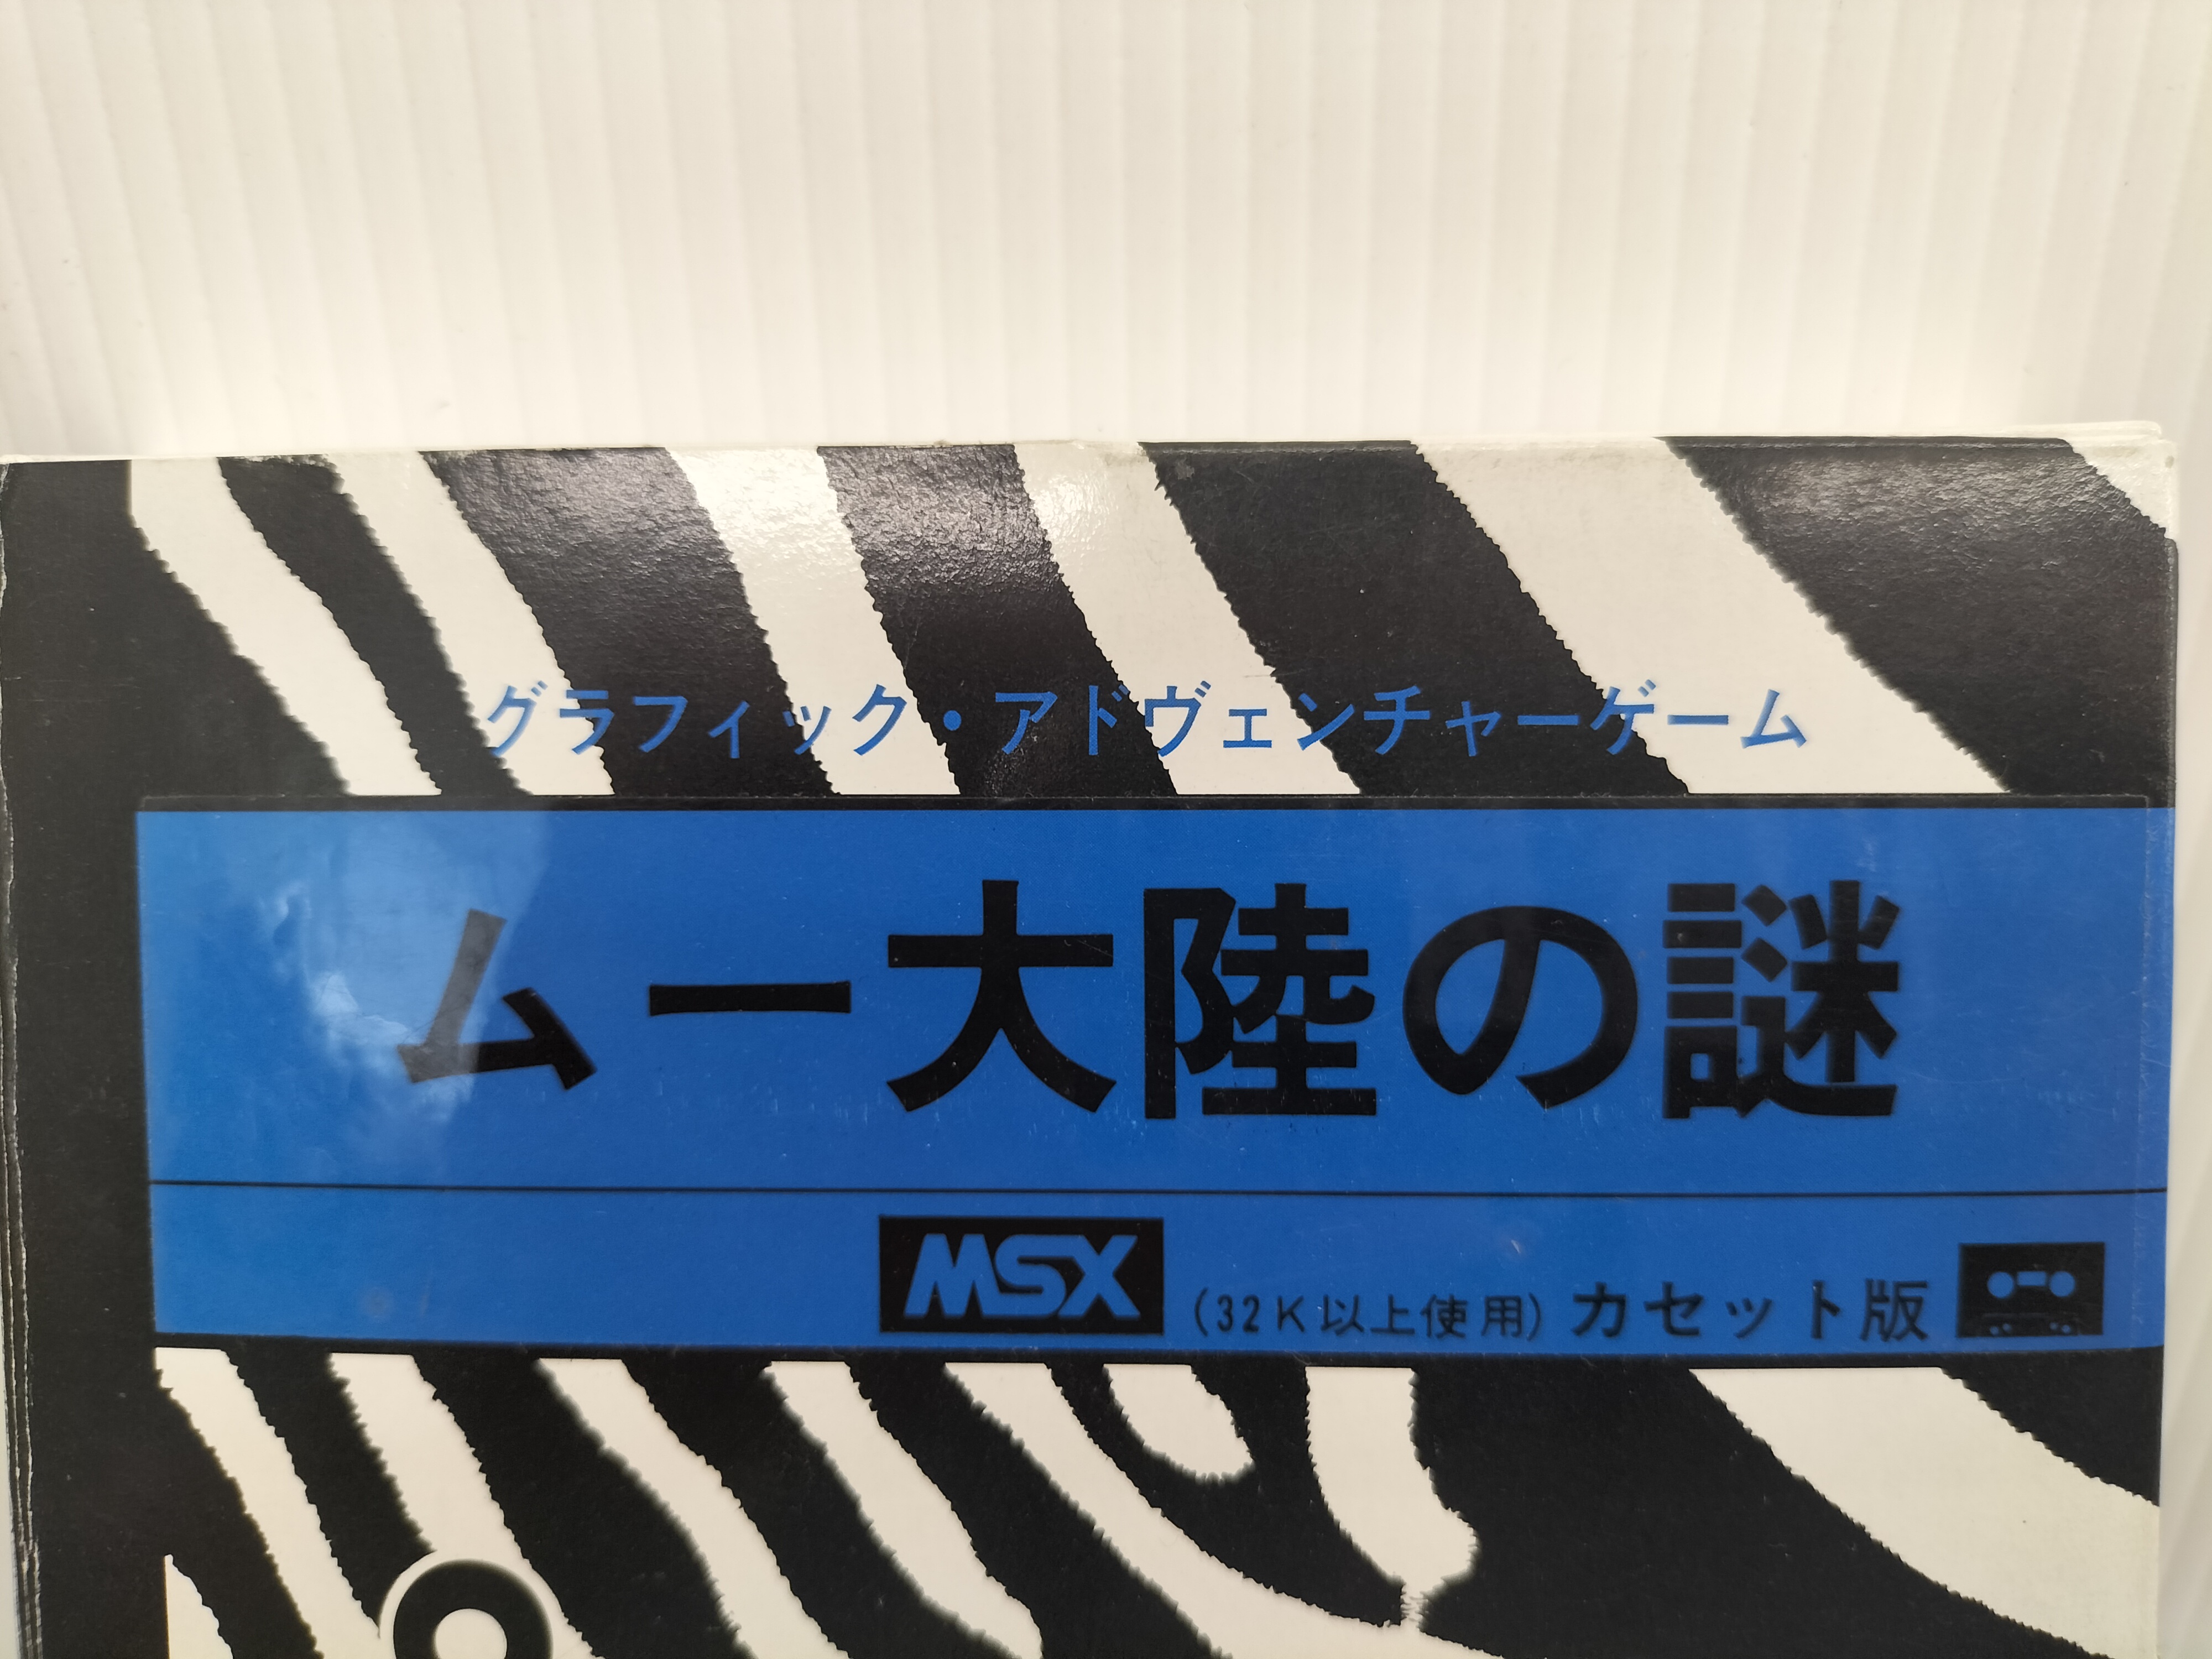 グラフィック・アドヴェンチャーゲーム
ムー大陸の謎
MSX (32K以上使用) カセット版